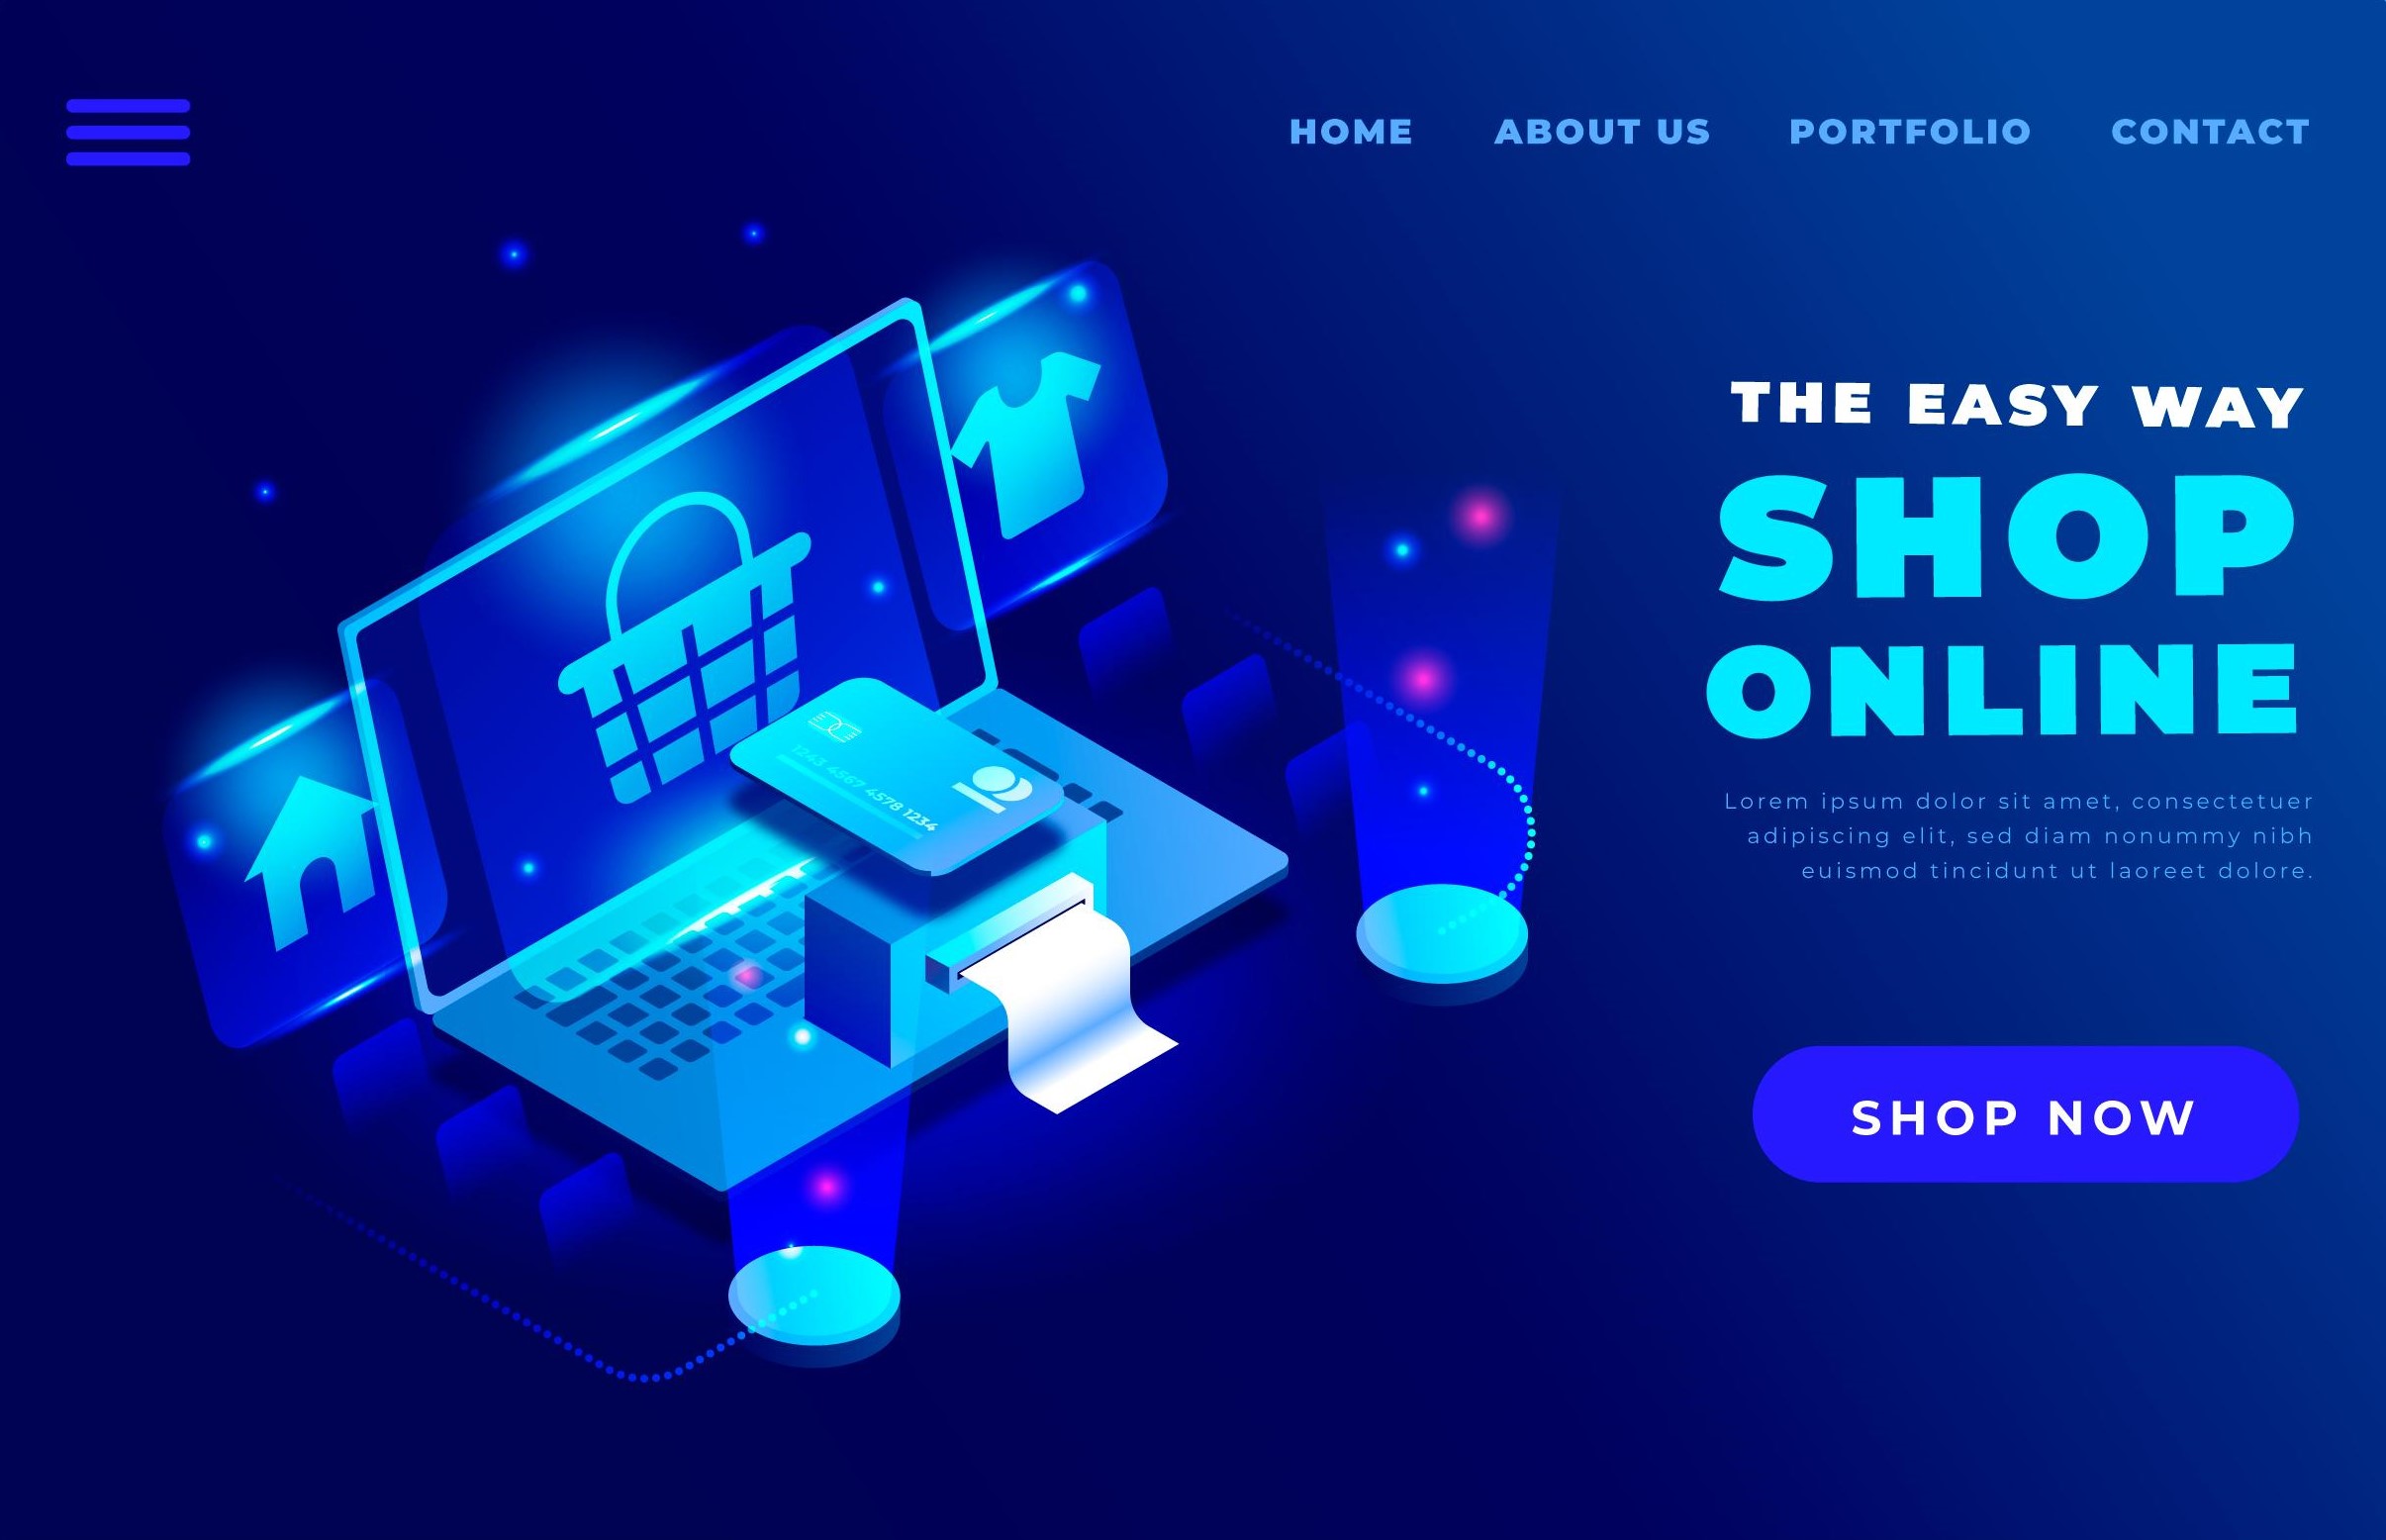 HOME ABOUT US PORTFOLIO CONTACT
THE EASY WAY
SHOP
ONLINE
Lorem ipsum dolor sit amet, consectetuer
adipiscing elit, sed diam nonummy nibh
euismod tincidunt ut laoreet dolore.
SHOP NOW
1243 4567 4578 1234